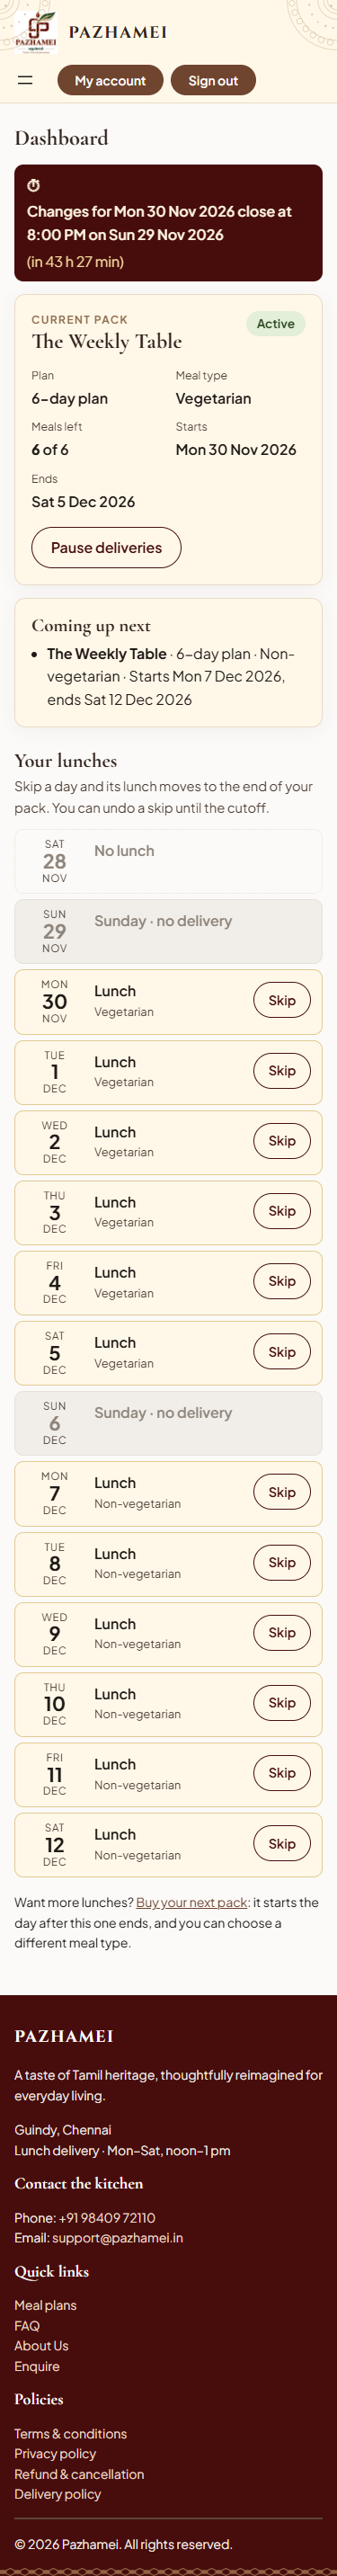 PAZHAMEI
PAZHAMEI
My account
Sign out
Dashboard
Changes for Mon 30 Nov 2026 close at
8:00 PM on Sun 29 Nov 2026
(in 43 h 27 min)
CURRENT PACK
Active
The Weekly Table
Plan
Meal type
6-day plan
Vegetarian
Meals left
Starts
6 of 6
Mon 30 Nov 2026
Ends
Sat 5 Dec 2026
Pause deliveries
Coming up next
• The Weekly Table · 6-day plan · Non-
vegetarian · Starts Mon 7 Dec 2026,
ends Sat 12 Dec 2026
Your lunches
Skip a day and its lunch moves to the end of your
pack. You can undo a skip until the cutoff.
SAT
28
NOV
No lunch
SUN
29
NOV
Sunday · no delivery
MON
30
NOV
Lunch
Vegetarian
Skip
TUE
1
DEC
Lunch
Vegetarian
Skip
WED
2
DEC
Lunch
Vegetarian
Skip
THU
3
DEC
Lunch
Vegetarian
Skip
FRI
4
DEC
Lunch
Vegetarian
Skip
SAT
5
DEC
Lunch
Vegetarian
Skip
SUN
6
DEC
Sunday · no delivery
MON
7
DEC
Lunch
Non-vegetarian
Skip
TUE
8
DEC
Lunch
Non-vegetarian
Skip
WED
9
DEC
Lunch
Non-vegetarian
Skip
THU
10
DEC
Lunch
Non-vegetarian
Skip
FRI
11
DEC
Lunch
Non-vegetarian
Skip
SAT
12
DEC
Lunch
Non-vegetarian
Skip
Want more lunches? Buy your next pack: it starts the
day after this one ends, and you can choose a
different meal type.
PAZHAMEI
A taste of Tamil heritage, thoughtfully reimagined for
everyday living.
Guindy, Chennai
Lunch delivery · Mon–Sat, noon–1 pm
Contact the kitchen
Phone: +91 98409 72110
Email: support@pazhamei.in
Quick links
Meal plans
FAQ
About Us
Enquire
Policies
Terms & conditions
Privacy policy
Refund & cancellation
Delivery policy
© 2026 Pazhamei. All rights reserved.